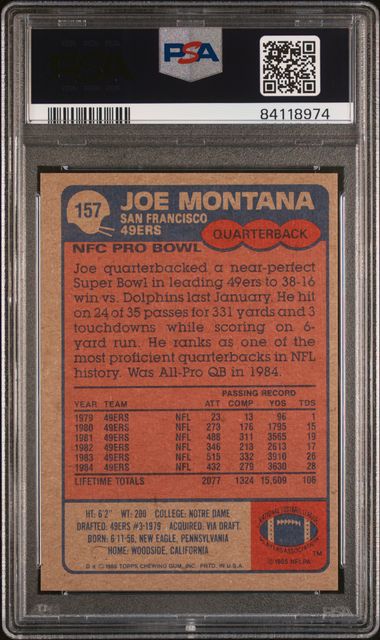 PSA
84118974
157
JOE MONTANA
SAN FRANCISCO
49ERS
QUARTERBACK
NFC PRO BOWL
Joe quarterbacked a near-perfect
Super Bowl in leading 49ers to 38-16
win vs. Dolphins last January. He hit
on 24 of 35 passes for 331 yards and 3
touchdowns while scoring on 6-
yard run. He ranks as one of the
most proficient quarterbacks in NFL
history. Was All-Pro QB in 1984.
PASSING RECORD
YEAR TEAM ATT COMP YDS TDS
1979 49ERS NFL 23 13 96 1
1980 49ERS NFL 273 176 1795 15
1981 49ERS NFL 488 311 3565 19
1982 49ERS NFL 346 213 2613 17
1983 49ERS NFL 515 332 3910 26
1984 49ERS NFL 432 279 3630 28
LIFETIME TOTALS 2077 1324 15,609 106
HT: 6'2" WT: 200 COLLEGE: NOTRE DAME
DRAFTED: 49ERS #3-1979 ACQUIRED: VIA DRAFT.
BORN: 6-11-56, NEW EAGLE, PENNSYLVANIA
HOME: WOODSIDE, CALIFORNIA
© 1985 TOPPS CHEWING GUM, INC. PRTD. IN U.S.A.
NATIONAL FOOTBALL LEAGUE
PLAYERS ASSOCIATION
TM
© 1985 NFLPA